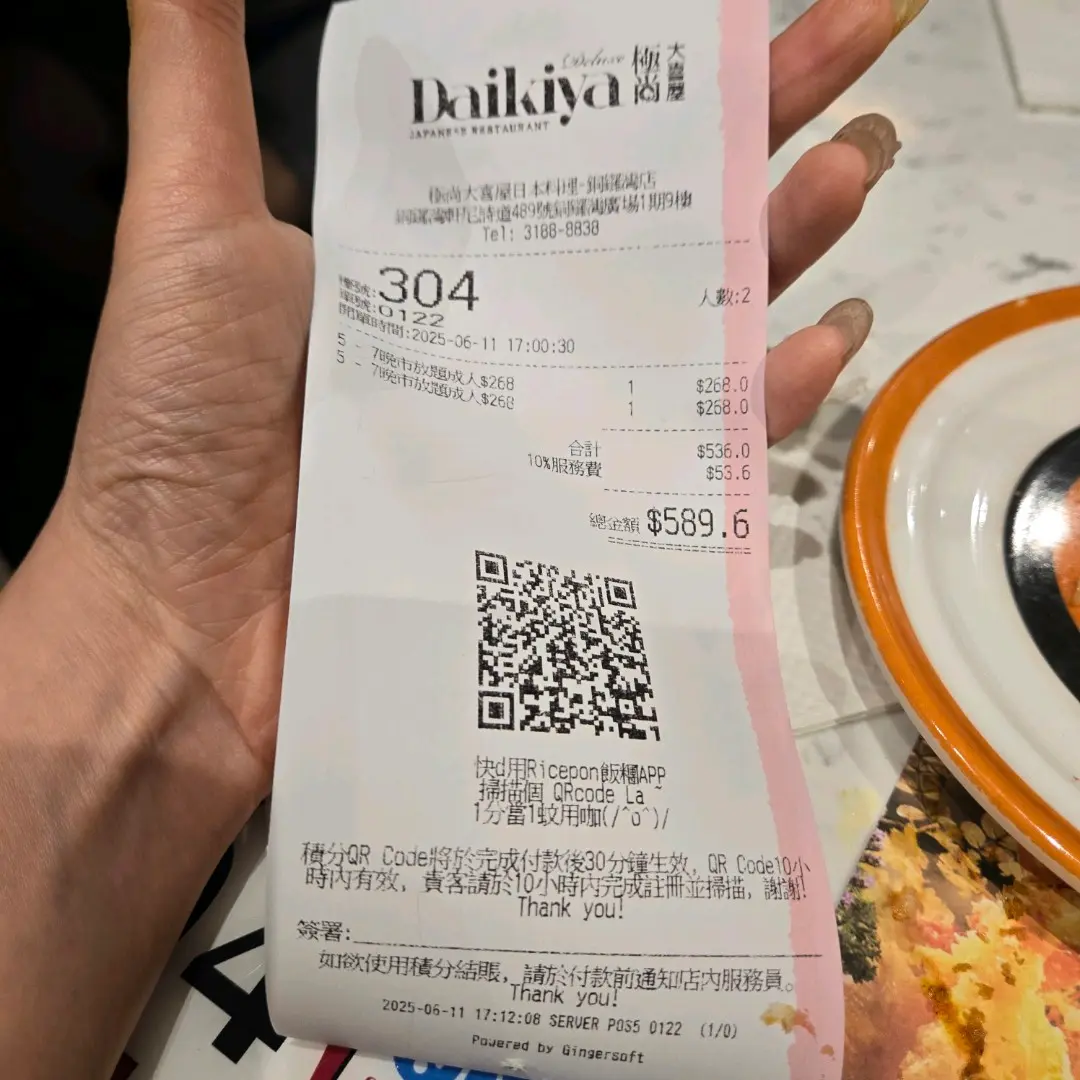 Deluxe
Daikiya 極尚 大喜屋
JAPANESE RESTAURANT
極尚大喜屋日本料理-銅鑼灣店
銅鑼灣軒尼詩道489號銅鑼灣廣場1期9樓
Tel: 3188-8838
檯號:304
單號:0122
人數:2
開單時間:2025-06-11 17:00:30
5 - 7晚市放題成人$268 1 $268.0
5 - 7晚市放題成人$268 1 $268.0
合計 $536.0
10%服務費 $53.6
總金額 $589.6
快d用Ricepon飯糰APP
掃描個 QRcode La~
1分當1蚊用咖(/^o^)/
積分QR Code將於完成付款後30分鐘生效, QR Code10小
時內有效, 貴客請於10小時內完成註冊並掃描, 謝謝!
Thank you!
簽署:
如欲使用積分結賬, 請於付款前通知店內服務員。
Thank you!
2025-06-11 17:12:08 SERVER POS5 0122 (1/0)
Powered by Gingersoft
4